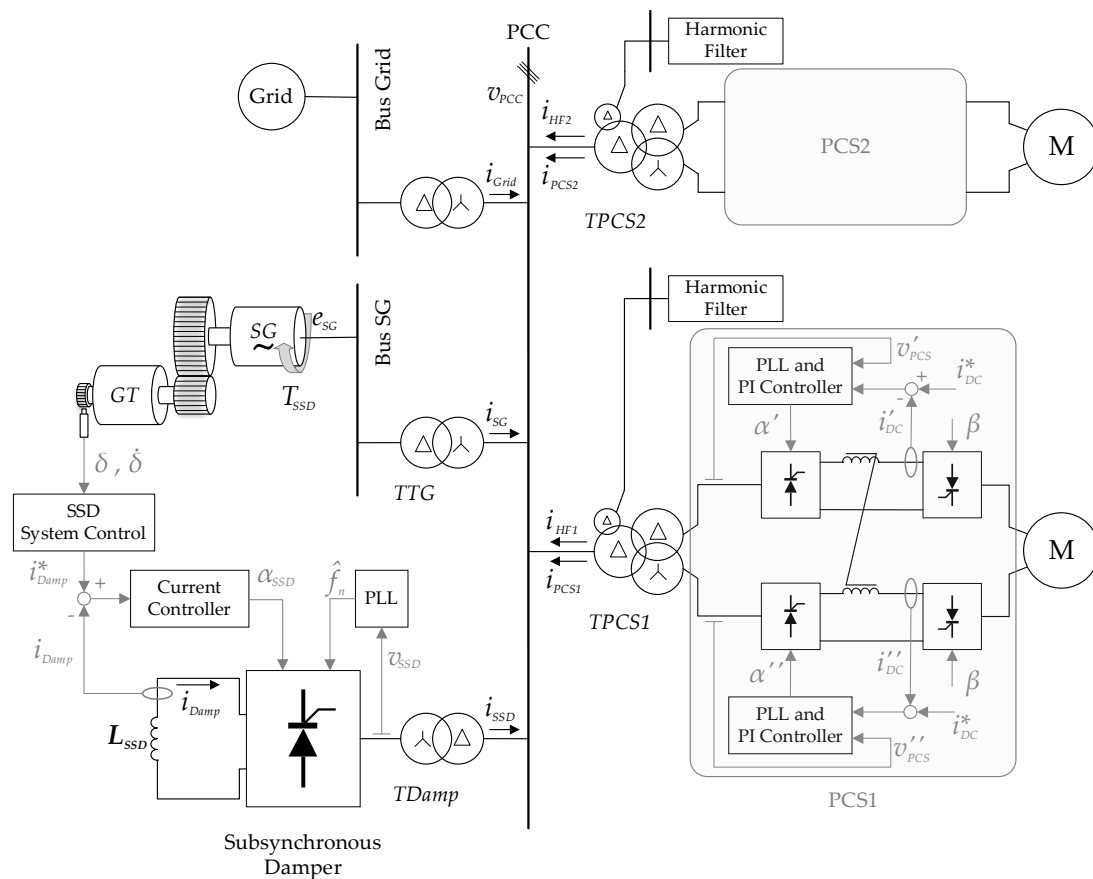 PCC
Harmonic
Filter
Grid
Bus Grid
v_PCC
i_HF2
i_PCS2
TPCS2
PCS2
M
i_Grid
Harmonic
Filter
SG
~
e_SG
Bus SG
GT
T_SSD
i_SG
TTG
δ , δ̇
SSD
System Control
i*_Damp
+
-
Current
Controller
α_SSD
f̂_n
PLL
v_SSD
i_Damp
i_Damp
L_SSD
i_SSD
TDamp
Subsynchronous
Damper
i_HF1
i_PCS1
TPCS1
PLL and
PI Controller
v'_PCS
+
-
i*_DC
α'
i'_DC
β
M
α''
i''_DC
β
PLL and
PI Controller
i*_DC
v''_PCS
PCS1